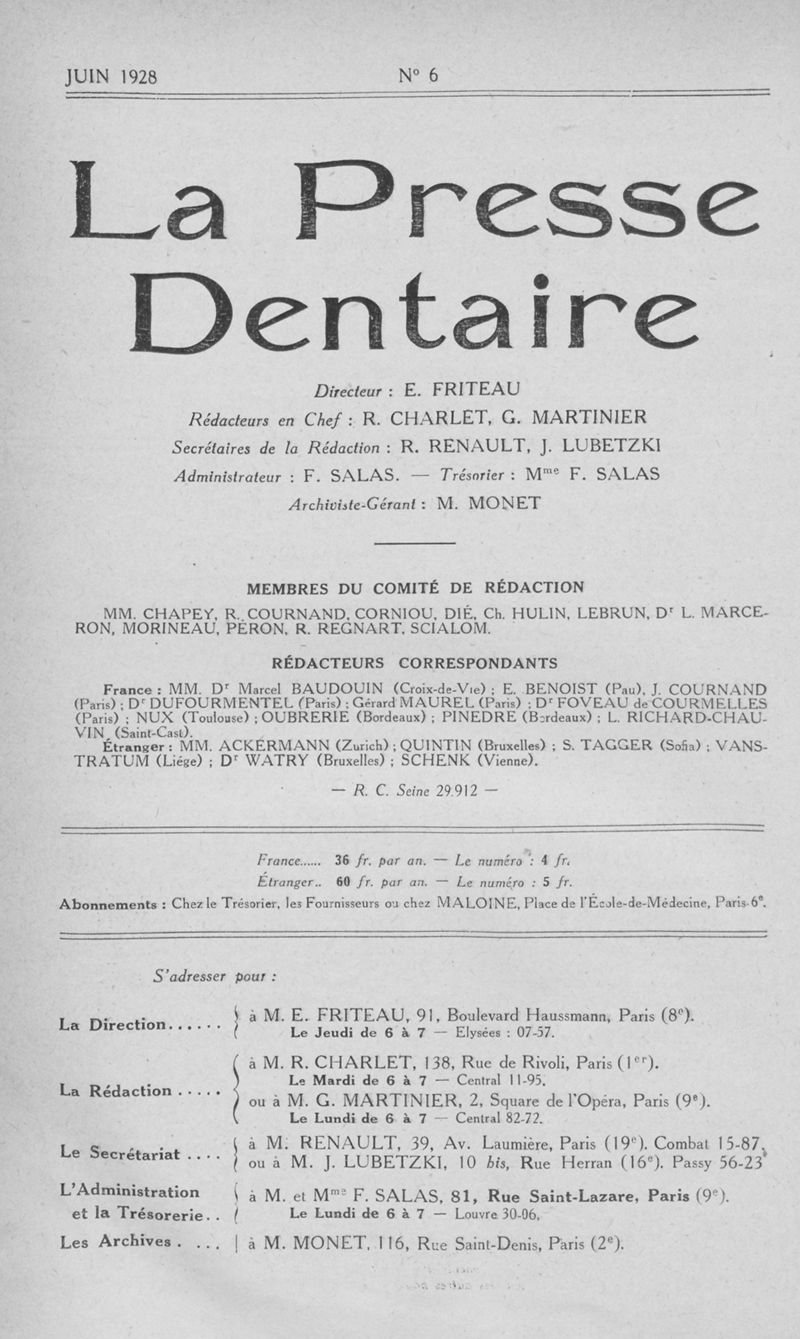 JUIN 1928 N° 6
La Presse
Dentaire
Directeur : E. FRITEAU
Rédacteurs en Chef : R. CHARLET, G. MARTINIER
Secrétaires de la Rédaction : R. RENAULT, J. LUBETZKI
Administrateur : F. SALAS. — Trésorier : Mme F. SALAS
Archiviste-Gérant : M. MONET
MEMBRES DU COMITÉ DE RÉDACTION
MM. CHAPEY, R. COURNAND, CORNIOU, DIÉ, Ch. HULIN, LEBRUN, Dr L. MARCE-
RON, MORINEAU, PÉRON, R. REGNART, SCIALOM.
RÉDACTEURS CORRESPONDANTS
France : MM. Dr Marcel BAUDOUIN (Croix-de-Vie) ; E. BENOIST (Pau), J. COURNAND
(Paris) ; Dr DUFOURMENTEL (Paris) ; Gérard MAUREL (Paris) ; Dr FOVEAU de COURMELLES
(Paris) ; NUX (Toulouse) ; OUBRERIE (Bordeaux) ; PINEDRE (Bordeaux) ; L. RICHARD-CHAU-
VIN (Saint-Cast).
Étranger : MM. ACKERMANN (Zurich) ; QUINTIN (Bruxelles) ; S. TAGGER (Sofia) ; VANS-
TRATUM (Liége) ; Dr WATRY (Bruxelles) ; SCHENK (Vienne).
— R. C. Seine 29.912 —
France...... 36 fr. par an. — Le numéro : 4 fr.
Étranger.. 60 fr. par an. — Le numéro : 5 fr.
Abonnements : Chez le Trésorier, les Fournisseurs ou chez MALOINE, Place de l'École-de-Médecine, Paris-6e.
S'adresser pour :
La Direction...... à M. E. FRITEAU, 91, Boulevard Haussmann, Paris (8e).
Le Jeudi de 6 à 7 — Elysées : 07-57.
La Rédaction ..... à M. R. CHARLET, 138, Rue de Rivoli, Paris (1er).
Le Mardi de 6 à 7 — Central 11-95.
ou à M. G. MARTINIER, 2, Square de l'Opéra, Paris (9e).
Le Lundi de 6 à 7 — Central 82-72.
Le Secrétariat .... à M. RENAULT, 39, Av. Laumière, Paris (19e). Combat 15-87,
ou à M. J. LUBETZKI, 10 bis, Rue Herran (16e). Passy 56-23
L'Administration à M. et Mme F. SALAS, 81, Rue Saint-Lazare, Paris (9e).
et la Trésorerie.. Le Lundi de 6 à 7 — Louvre 30-06.
Les Archives . ... à M. MONET, 116, Rue Saint-Denis, Paris (2e).